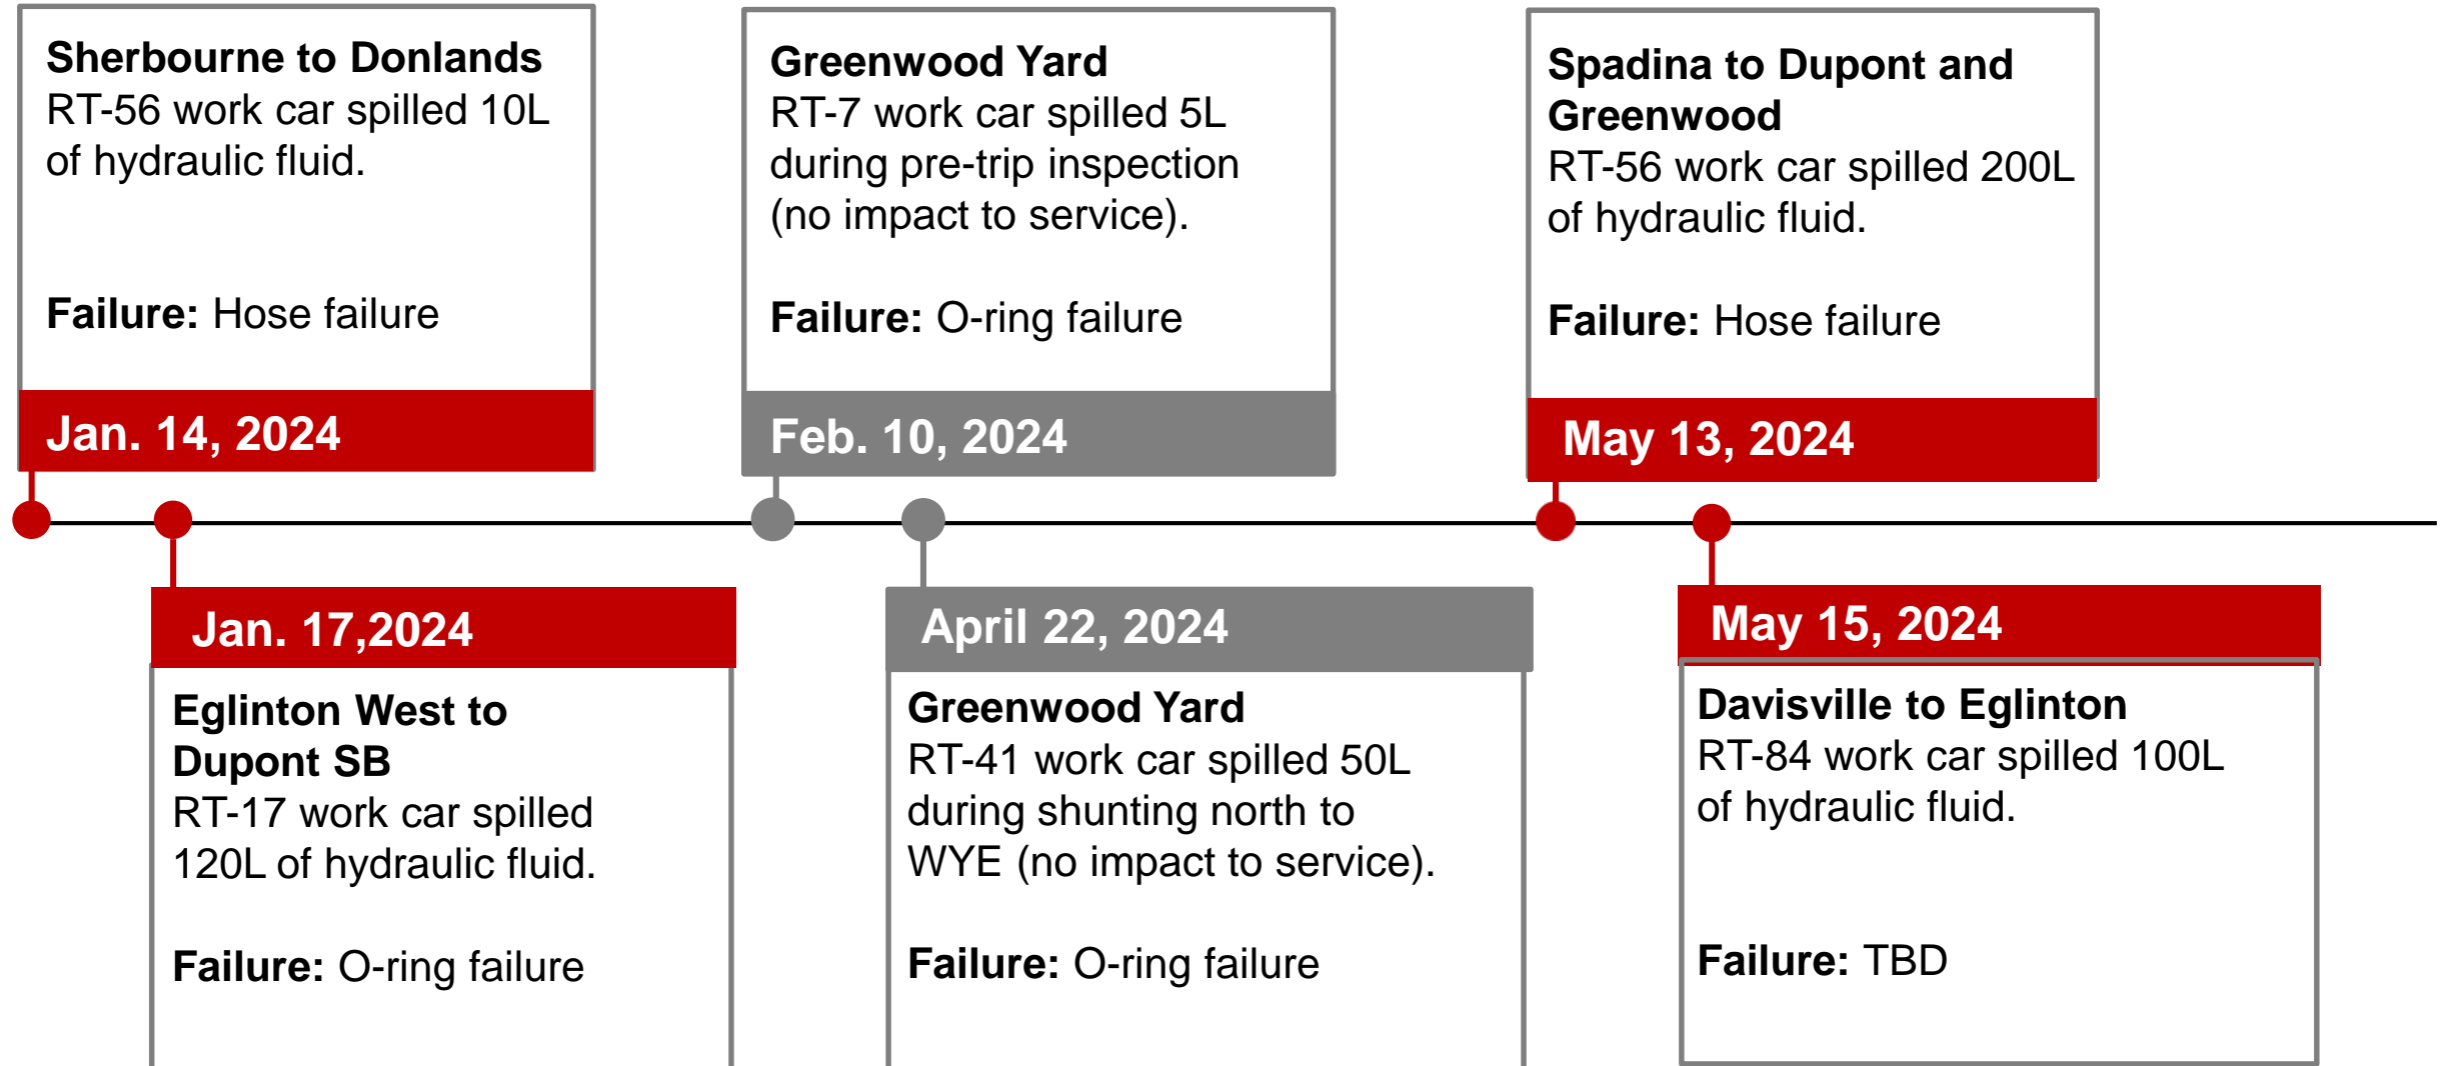 Sherbourne to Donlands
RT-56 work car spilled 10L
of hydraulic fluid.
Failure: Hose failure
Jan. 14, 2024
Greenwood Yard
RT-7 work car spilled 5L
during pre-trip inspection
(no impact to service).
Failure: O-ring failure
Feb. 10, 2024
Spadina to Dupont and
Greenwood
RT-56 work car spilled 200L
of hydraulic fluid.
Failure: Hose failure
May 13, 2024
Jan. 17,2024
Eglinton West to
Dupont SB
RT-17 work car spilled
120L of hydraulic fluid.
Failure: O-ring failure
April 22, 2024
Greenwood Yard
RT-41 work car spilled 50L
during shunting north to
WYE (no impact to service).
Failure: O-ring failure
May 15, 2024
Davisville to Eglinton
RT-84 work car spilled 100L
of hydraulic fluid.
Failure: TBD